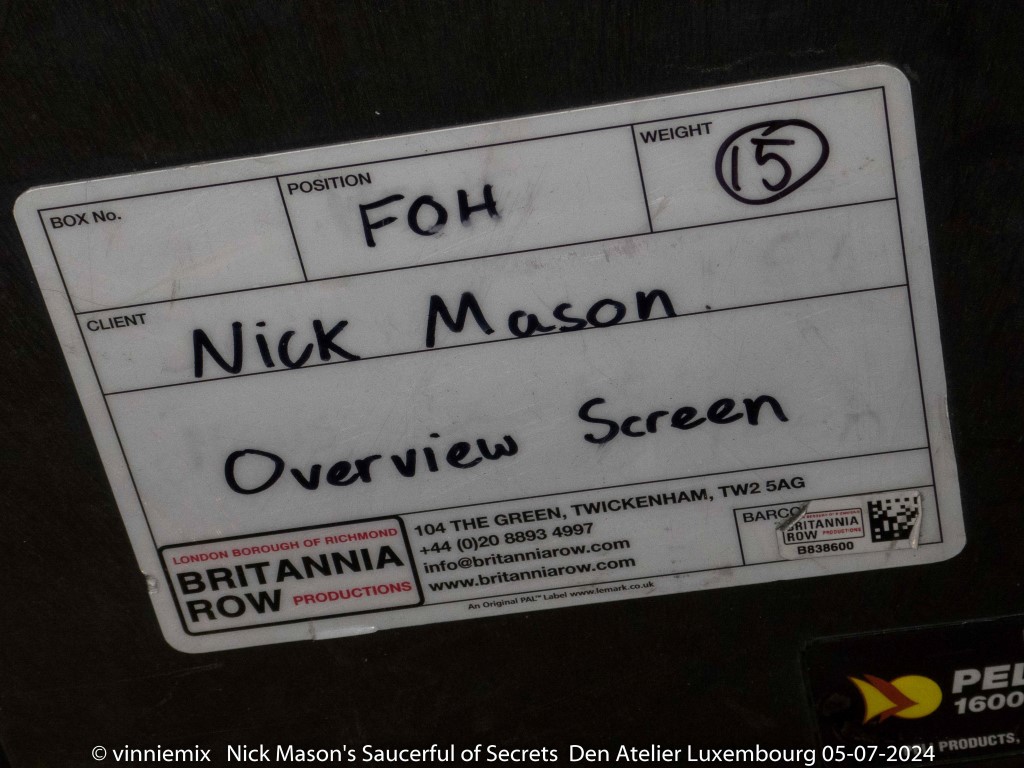 BOX No.
POSITION
FOH
WEIGHT
15
CLIENT
Nick Mason.
Overview Screen
LONDON BOROUGH OF RICHMOND
BRITANNIA
ROW PRODUCTIONS
104 THE GREEN, TWICKENHAM, TW2 5AG
+44 (0)20 8893 4997
info@britanniarow.com
www.britanniarow.com
An Original PAL™ Label www.lemark.co.uk
BRITANNIA
ROW PRODUCTIONS
B838600
1600
PRODUCTS,
© vinniemix Nick Mason's Saucerful of Secrets Den Atelier Luxembourg 05-07-2024